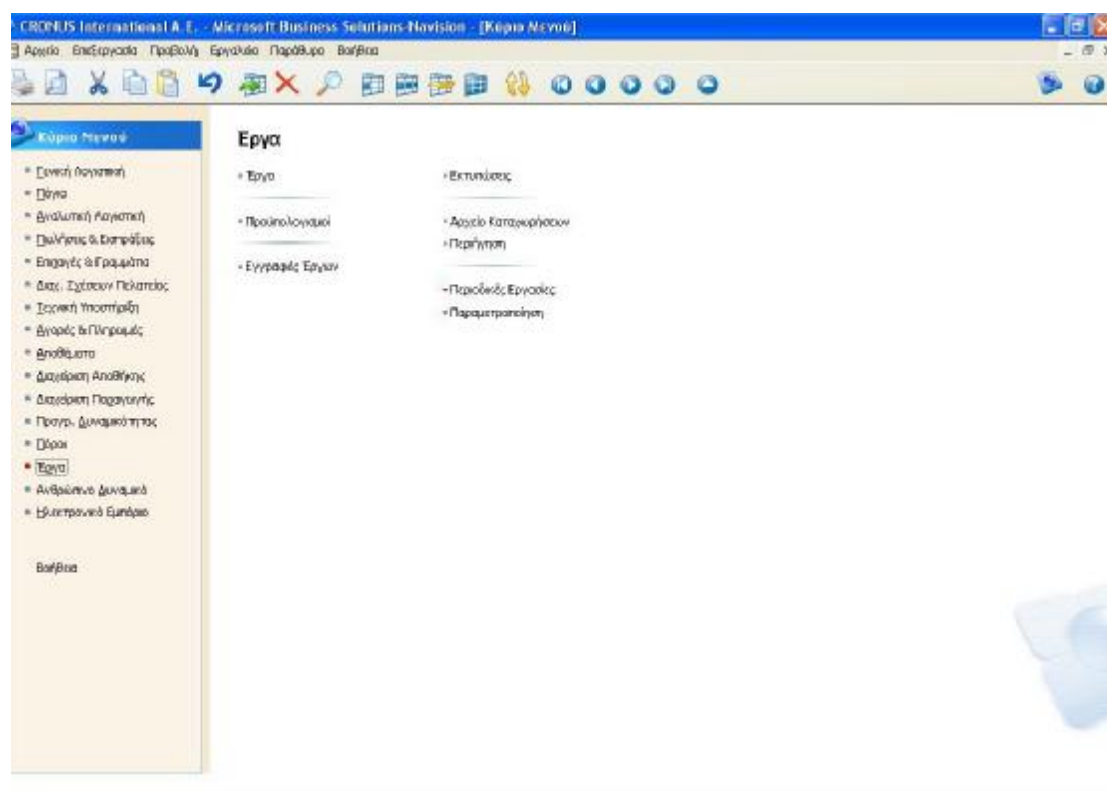 CRONUS International A.E. - Microsoft Business Solutions-Navision - [Κύριο Μενού]
Αρχείο Επεξεργασία Προβολή Εργαλεία Παράθυρο Βοήθεια
Κύριο Μενού
Γενική Λογιστική
Πάγια
Αναλυτική Λογιστική
Πωλήσεις & Εισπράξεις
Επιταγές & Γραμμάτια
Διαχ. Σχέσεων Πελατείας
Τεχνική Υποστήριξη
Αγορές & Πληρωμές
Αποθέματα
Διαχείριση Αποθήκης
Διαχείριση Παραγωγής
Προγρ. Δυναμικότητας
Πόροι
Έργα
Ανθρώπινο Δυναμικό
Ηλεκτρονικό Εμπόριο
Βοήθεια
Έργα
Έργα
Προϋπολογισμοί
Εγγραφές Έργων
Εκτυπώσεις
Αρχείο Καταχωρήσεων
Περιήγηση
Περιοδικές Εργασίες
Παραμετροποίηση